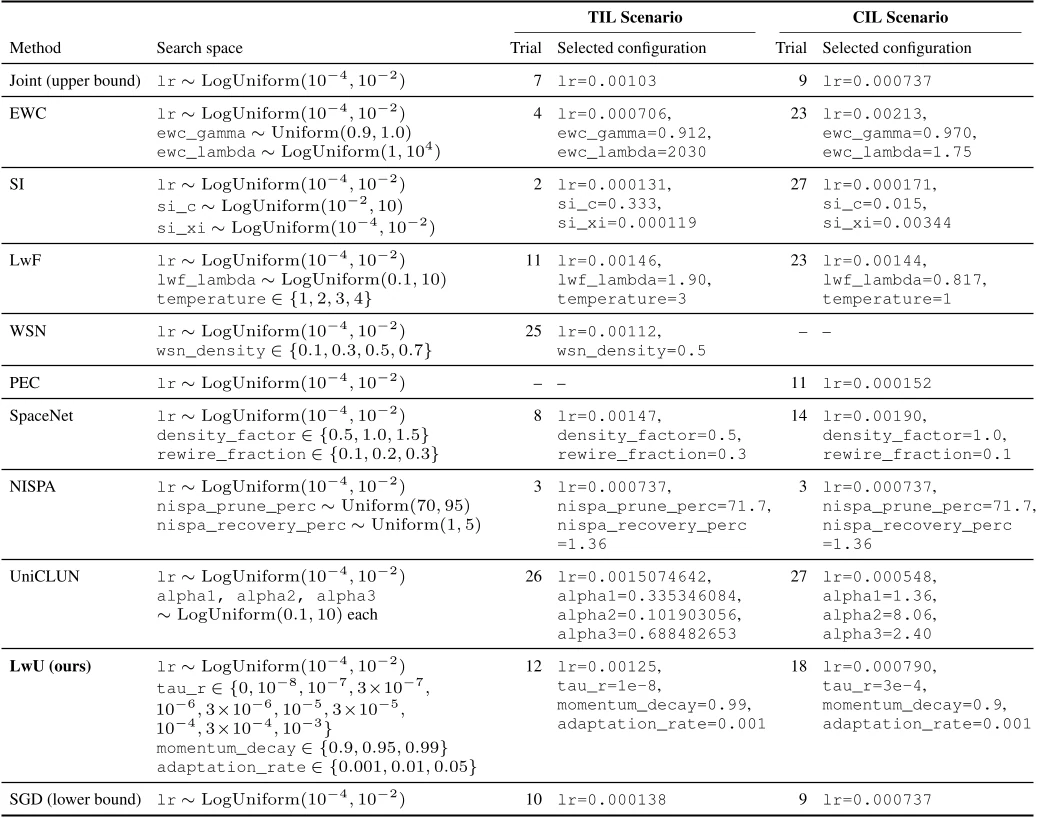 TIL Scenario CIL Scenario
Method Search space Trial Selected configuration Trial Selected configuration
Joint (upper bound) lr ∼ LogUniform(10⁻⁴, 10⁻²) 7 lr=0.00103 9 lr=0.000737
EWC lr ∼ LogUniform(10⁻⁴, 10⁻²) 4 lr=0.000706, 23 lr=0.00213,
ewc_gamma ∼ Uniform(0.9, 1.0) ewc_gamma=0.912, ewc_gamma=0.970,
ewc_lambda ∼ LogUniform(1, 10⁴) ewc_lambda=2030 ewc_lambda=1.75
SI lr ∼ LogUniform(10⁻⁴, 10⁻²) 2 lr=0.000131, 27 lr=0.000171,
si_c ∼ LogUniform(10⁻², 10) si_c=0.333, si_c=0.015,
si_xi ∼ LogUniform(10⁻⁴, 10⁻²) si_xi=0.000119 si_xi=0.00344
LwF lr ∼ LogUniform(10⁻⁴, 10⁻²) 11 lr=0.00146, 23 lr=0.00144,
lwf_lambda ∼ LogUniform(0.1, 10) lwf_lambda=1.90, lwf_lambda=0.817,
temperature ∈ {1, 2, 3, 4} temperature=3 temperature=1
WSN lr ∼ LogUniform(10⁻⁴, 10⁻²) 25 lr=0.00112, – –
wsn_density ∈ {0.1, 0.3, 0.5, 0.7} wsn_density=0.5
PEC lr ∼ LogUniform(10⁻⁴, 10⁻²) – – 11 lr=0.000152
SpaceNet lr ∼ LogUniform(10⁻⁴, 10⁻²) 8 lr=0.00147, 14 lr=0.00190,
density_factor ∈ {0.5, 1.0, 1.5} density_factor=0.5, density_factor=1.0,
rewire_fraction ∈ {0.1, 0.2, 0.3} rewire_fraction=0.3 rewire_fraction=0.1
NISPA lr ∼ LogUniform(10⁻⁴, 10⁻²) 3 lr=0.000737, 3 lr=0.000737,
nispa_prune_perc ∼ Uniform(70, 95) nispa_prune_perc=71.7, nispa_prune_perc=71.7,
nispa_recovery_perc ∼ Uniform(1, 5) nispa_recovery_perc nispa_recovery_perc
=1.36 =1.36
UniCLUN lr ∼ LogUniform(10⁻⁴, 10⁻²) 26 lr=0.0015074642, 27 lr=0.000548,
alpha1, alpha2, alpha3 alpha1=0.335346084, alpha1=1.36,
∼ LogUniform(0.1, 10) each alpha2=0.101903056, alpha2=8.06,
alpha3=0.688482653 alpha3=2.40
LwU (ours) lr ∼ LogUniform(10⁻⁴, 10⁻²) 12 lr=0.00125, 18 lr=0.000790,
tau_r ∈ {0, 10⁻⁸, 10⁻⁷, 3×10⁻⁷, tau_r=1e-8, tau_r=3e-4,
10⁻⁶, 3×10⁻⁶, 10⁻⁵, 3×10⁻⁵, momentum_decay=0.99, momentum_decay=0.9,
10⁻⁴, 3×10⁻⁴, 10⁻³} adaptation_rate=0.001 adaptation_rate=0.001
momentum_decay ∈ {0.9, 0.95, 0.99}
adaptation_rate ∈ {0.001, 0.01, 0.05}
SGD (lower bound) lr ∼ LogUniform(10⁻⁴, 10⁻²) 10 lr=0.000138 9 lr=0.000737